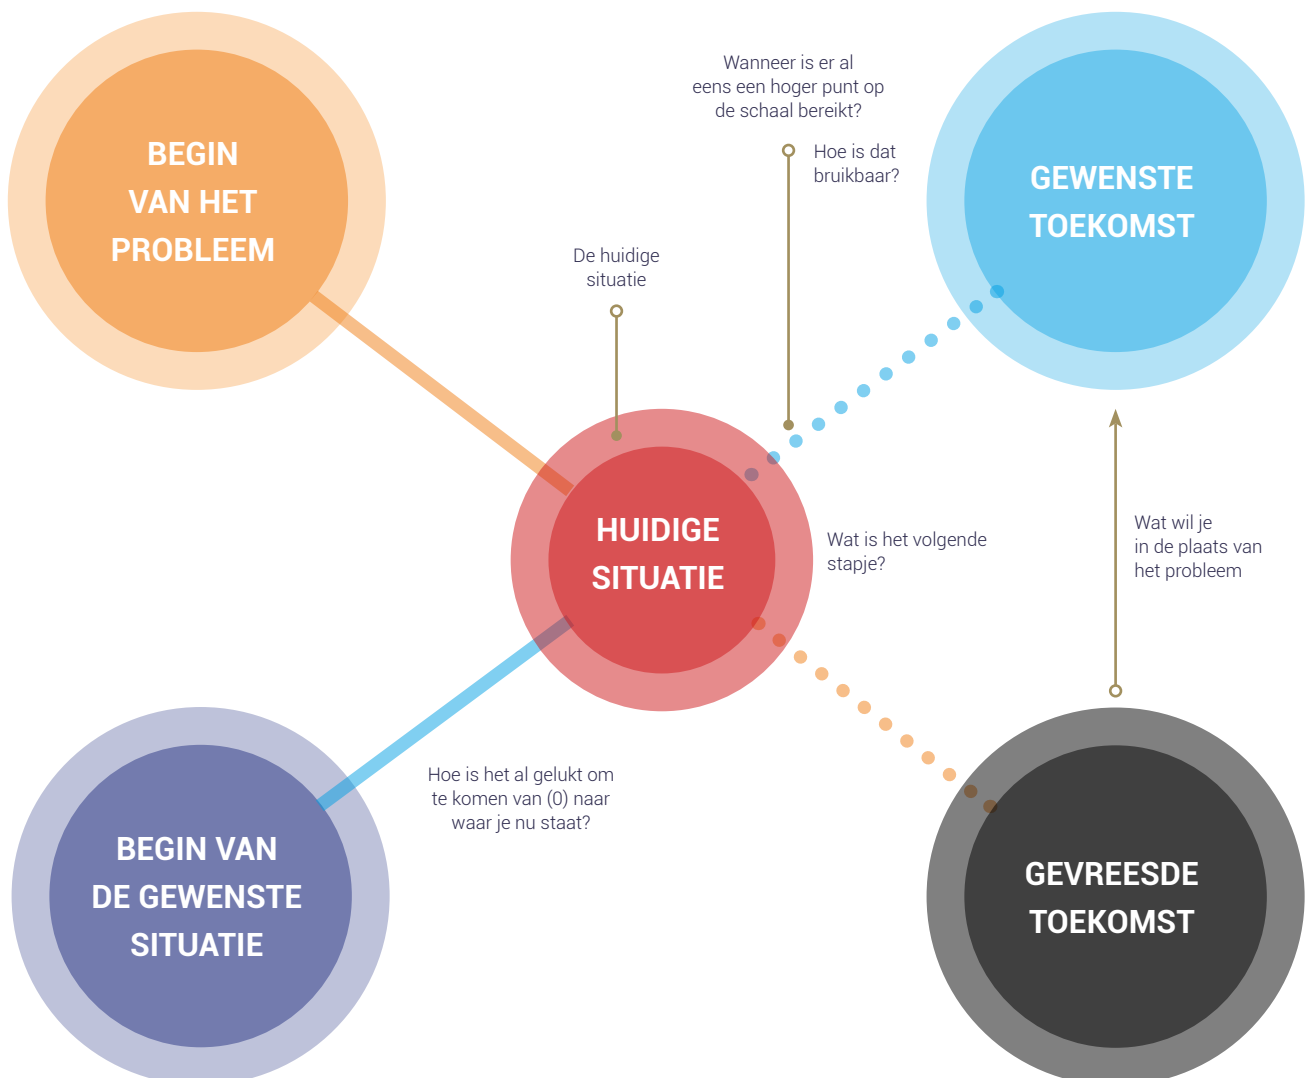 BEGIN
VAN HET
PROBLEEM
Wanneer is er al
eens een hoger punt op
de schaal bereikt?
Hoe is dat
bruikbaar?
GEWENSTE
TOEKOMST
De huidige
situatie
HUIDIGE
SITUATIE
Wat is het volgende
stapje?
Wat wil je
in de plaats van
het probleem
Hoe is het al gelukt om
te komen van (0) naar
waar je nu staat?
BEGIN VAN
DE GEWENSTE
SITUATIE
GEVREESDE
TOEKOMST